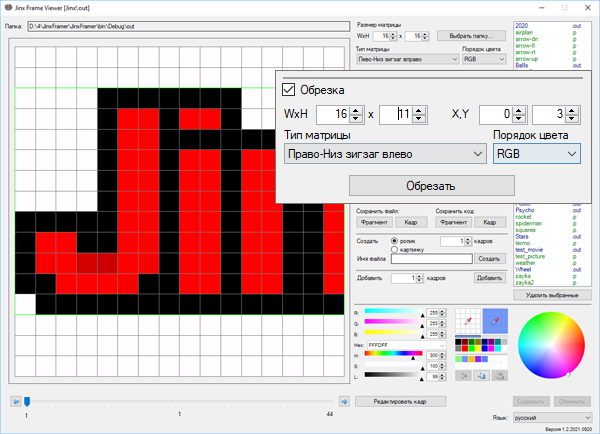 Jinx Frame Viewer [Jinx!.out]
Папка: D:\4\JinxFramer\JinxFramer\bin\Debug\out
Размер матрицы
WxH 16 x 16 Выбрать папку...
Тип матрицы Порядок цвета
Лево-Низ зигзаг вправо RGB
2020 .out
airplan .p
arrow-dn .p
arrow-lt .p
arrow-rt .p
arrow-up .p
Balls .out
Обрезка
WxH 16 x 11 X,Y 0 3
Тип матрицы Порядок цвета
Право-Низ зигзаг влево RGB
Обрезать
Сохранить файл: Сохранить код:
Фрагмент Кадр Фрагмент Кадр
Создать ролик 1 кадров
картинку
Имя файла Создать
Добавить 1 кадров Добавить
Psycho .out
rocket .p
spiderman .p
squares .p
Stars .out
termo .p
test_movie .out
test_picture .p
weather .p
Wheel .out
zayka .p
zayka2 .p
Удалить выбранные
R: 255
G: 253
B: 255
Hex: FFFDFF
H: 300
S: 100
L: 99
1 1 44
Редактировать кадр
Сохранить Отменить
Язык: русский
Версия 1.2.2021.0920